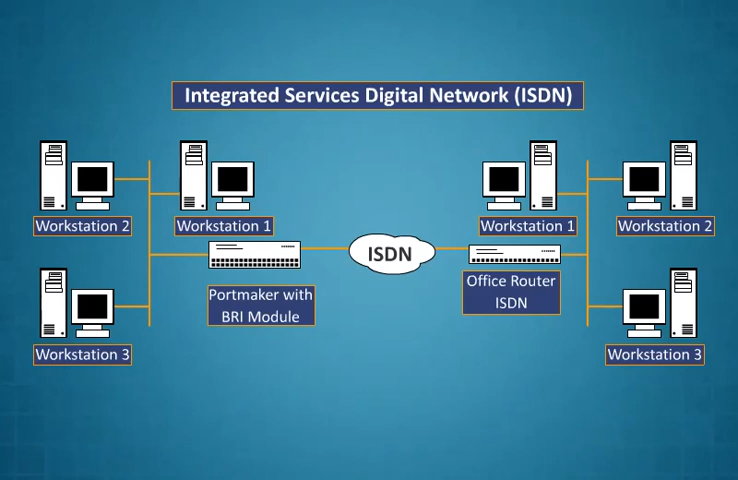 Integrated Services Digital Network (ISDN)
Workstation 2
Workstation 1
Workstation 1
Workstation 2
ISDN
Portmaker with
BRI Module
Office Router
ISDN
Workstation 3
Workstation 3